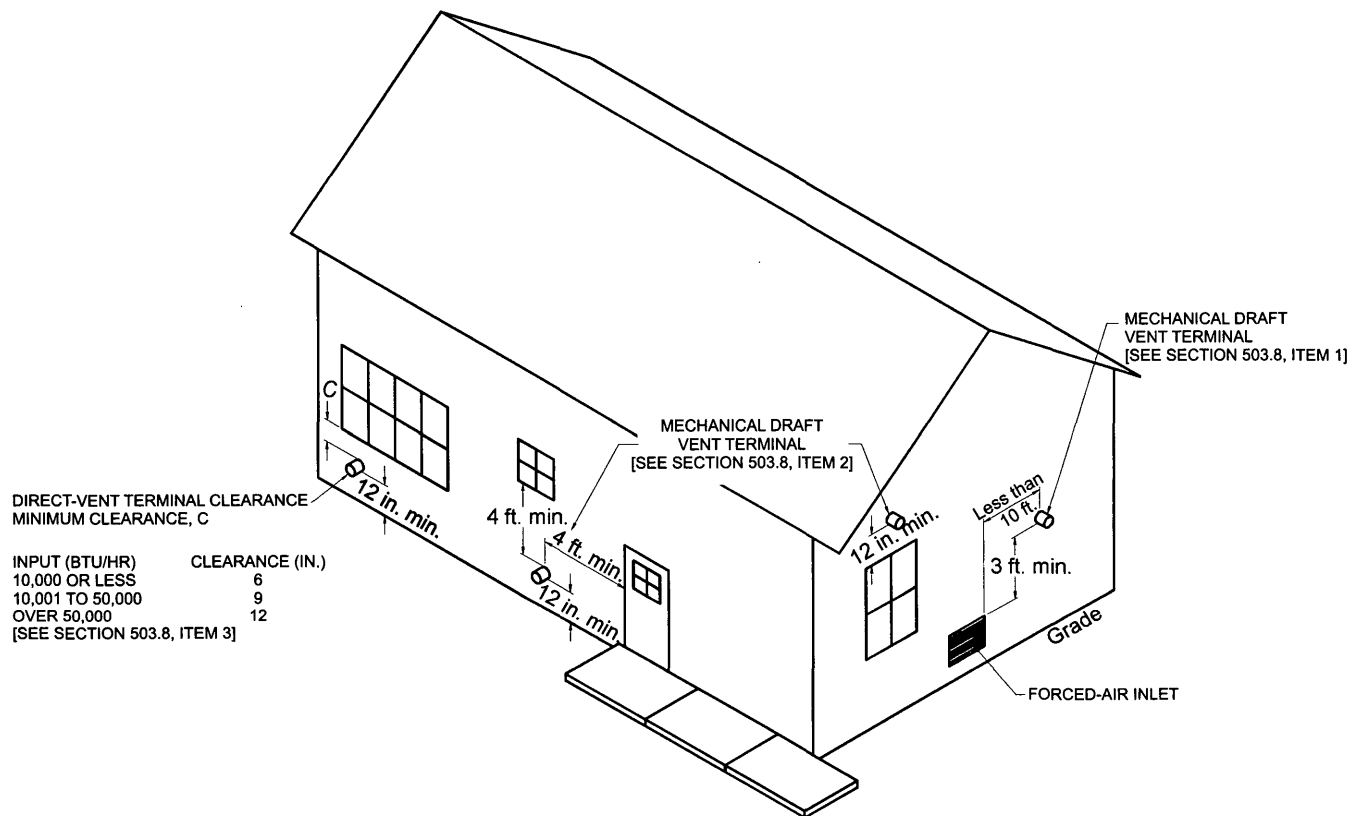 MECHANICAL DRAFT
VENT TERMINAL
[SEE SECTION 503.8, ITEM 1]
C
MECHANICAL DRAFT
VENT TERMINAL
[SEE SECTION 503.8, ITEM 2]
DIRECT-VENT TERMINAL CLEARANCE
MINIMUM CLEARANCE, C
12 in. min.
4 ft. min.
4 ft. min.
12 in. min.
12 in. min.
Less than
10 ft.
3 ft. min.
INPUT (BTU/HR) CLEARANCE (IN.)
10,000 OR LESS 6
10,001 TO 50,000 9
OVER 50,000 12
[SEE SECTION 503.8, ITEM 3]
Grade
FORCED-AIR INLET